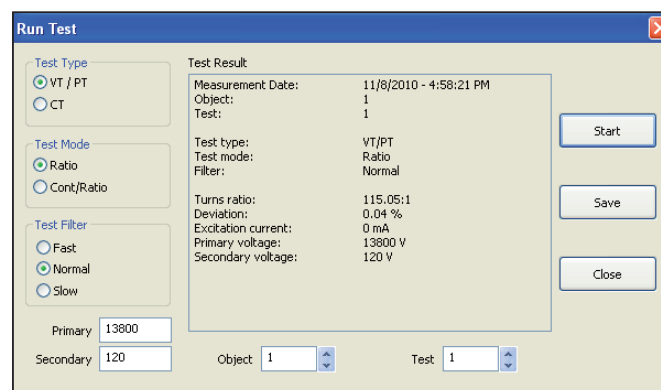 Run Test
Test Type
VT / PT
CT
Test Mode
Ratio
Cont/Ratio
Test Filter
Fast
Normal
Slow
Primary 13800
Secondary 120
Test Result
Measurement Date: 11/8/2010 - 4:58:21 PM
Object: 1
Test: 1
Test type: VT/PT
Test mode: Ratio
Filter: Normal
Turns ratio: 115.05:1
Deviation: 0.04 %
Excitation current: 0 mA
Primary voltage: 13800 V
Secondary voltage: 120 V
Object 1
Test 1
Start
Save
Close